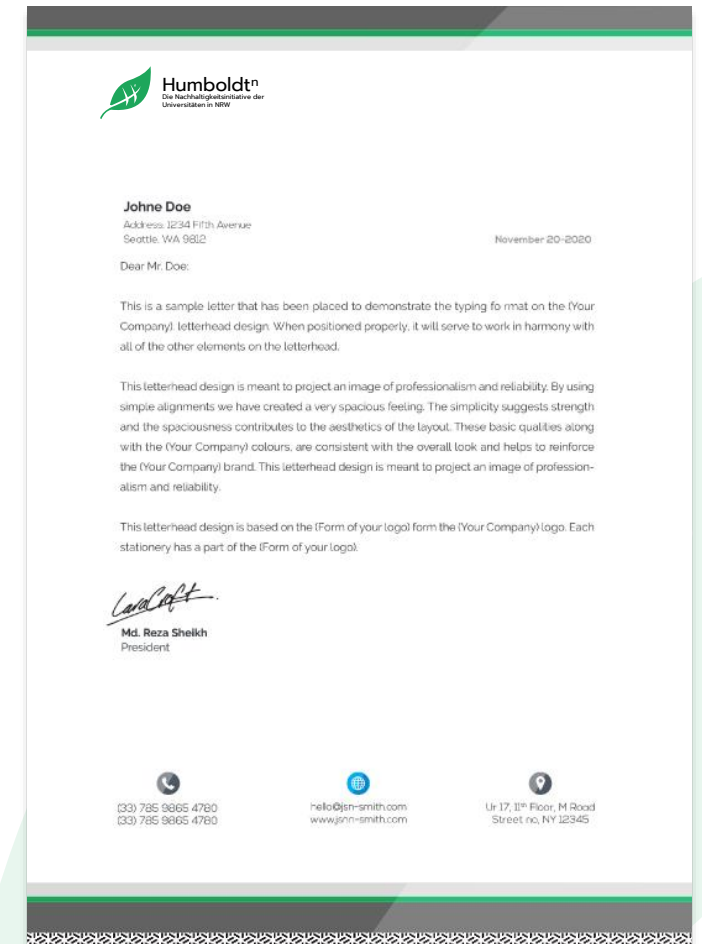 Humboldtⁿ
Die Nachhaltigkeitsinitiative der
Universitäten in NRW
Johne Doe
Address: 1234 Fifth Avenue
Seattle, WA 9812
November 20-2020
Dear Mr. Doe:
This is a sample letter that has been placed to demonstrate the typing fo rmat on the (Your
Company). letterhead design. When positioned properly, it will serve to work in harmony with
all of the other elements on the letterhead.
This letterhead design is meant to project an image of professionalism and reliability. By using
simple alignments we have created a very spacious feeling. The simplicity suggests strength
and the spaciousness contributes to the aesthetics of the layout. These basic qualities along
with the (Your Company) colours, are consistent with the overall look and helps to reinforce
the (Your Company) brand. This letterhead design is meant to project an image of profession-
alism and reliability.
This letterhead design is based on the (Form of your logo) form the (Your Company) logo. Each
stationery has a part of the (Form of your logo).
LaraCroft
Md. Reza Sheikh
President
(33) 785 9865 4780
(33) 785 9865 4780
hello@jsn-smith.com
www.jsnn-smith.com
Ur 17, 11ᵗʰ Floor, M Road
Street no, NY 12345